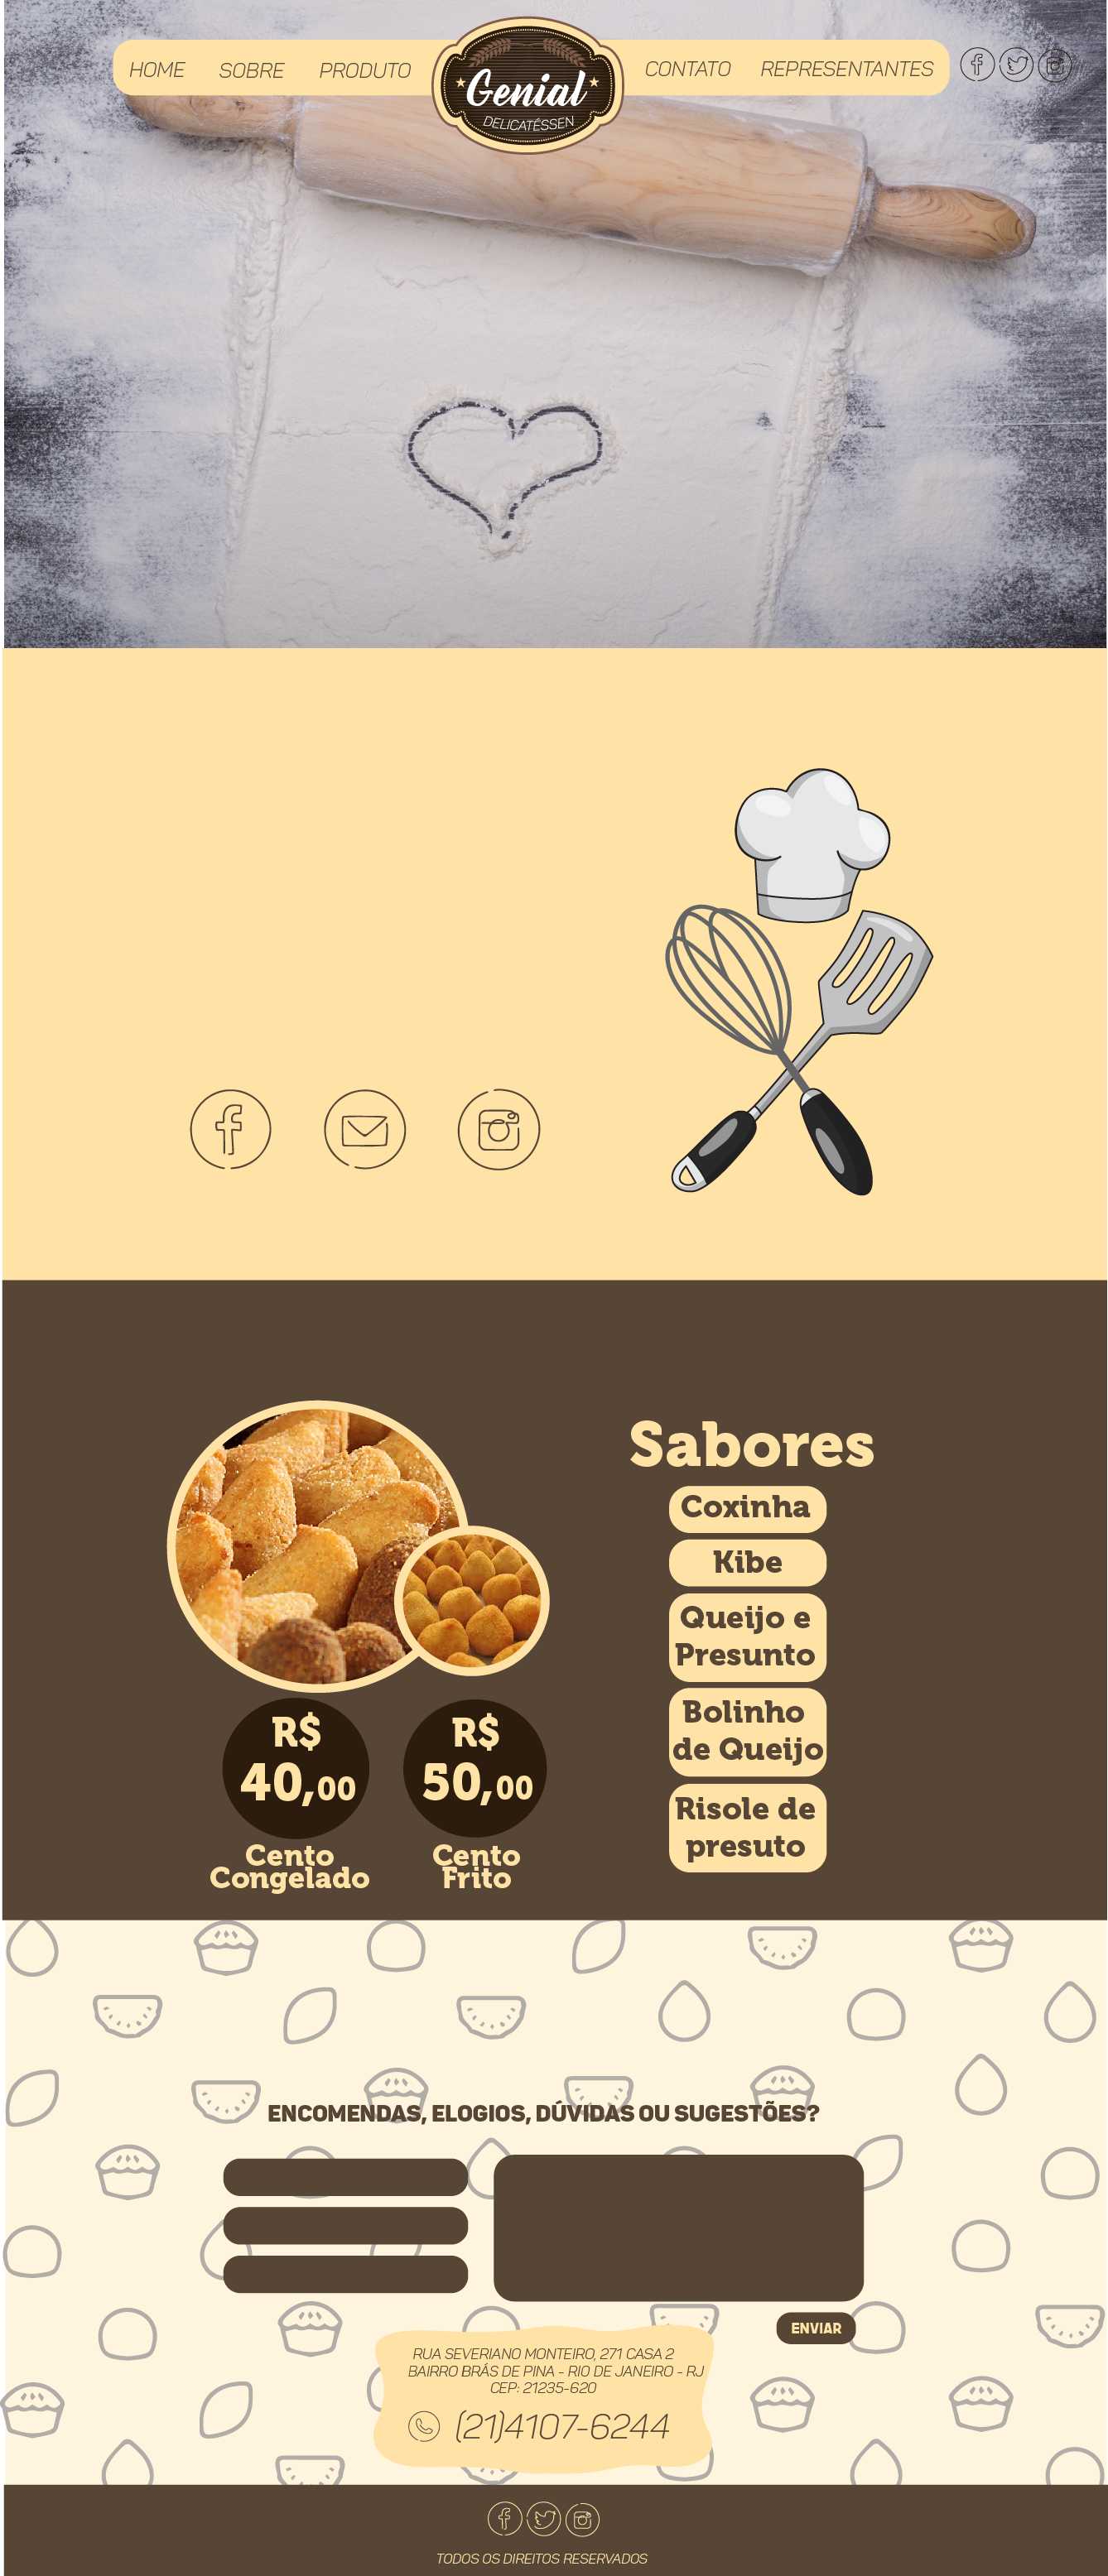 HOME
SOBRE
PRODUTO
Genial
DELICATÉSSEN
CONTATO
REPRESENTANTES
Sabores
Coxinha
Kibe
Queijo e
Presunto
Bolinho
de Queijo
Risole de
presuto
R$
40,00
Cento
Congelado
R$
50,00
Cento
Frito
ENCOMENDAS, ELOGIOS, DÚVIDAS OU SUGESTÕES?
ENVIAR
RUA SEVERIANO MONTEIRO, 271 CASA 2
BAIRRO BRÁS DE PINA - RIO DE JANEIRO - RJ
CEP: 21235-620
(21)4107-6244
TODOS OS DIREITOS RESERVADOS